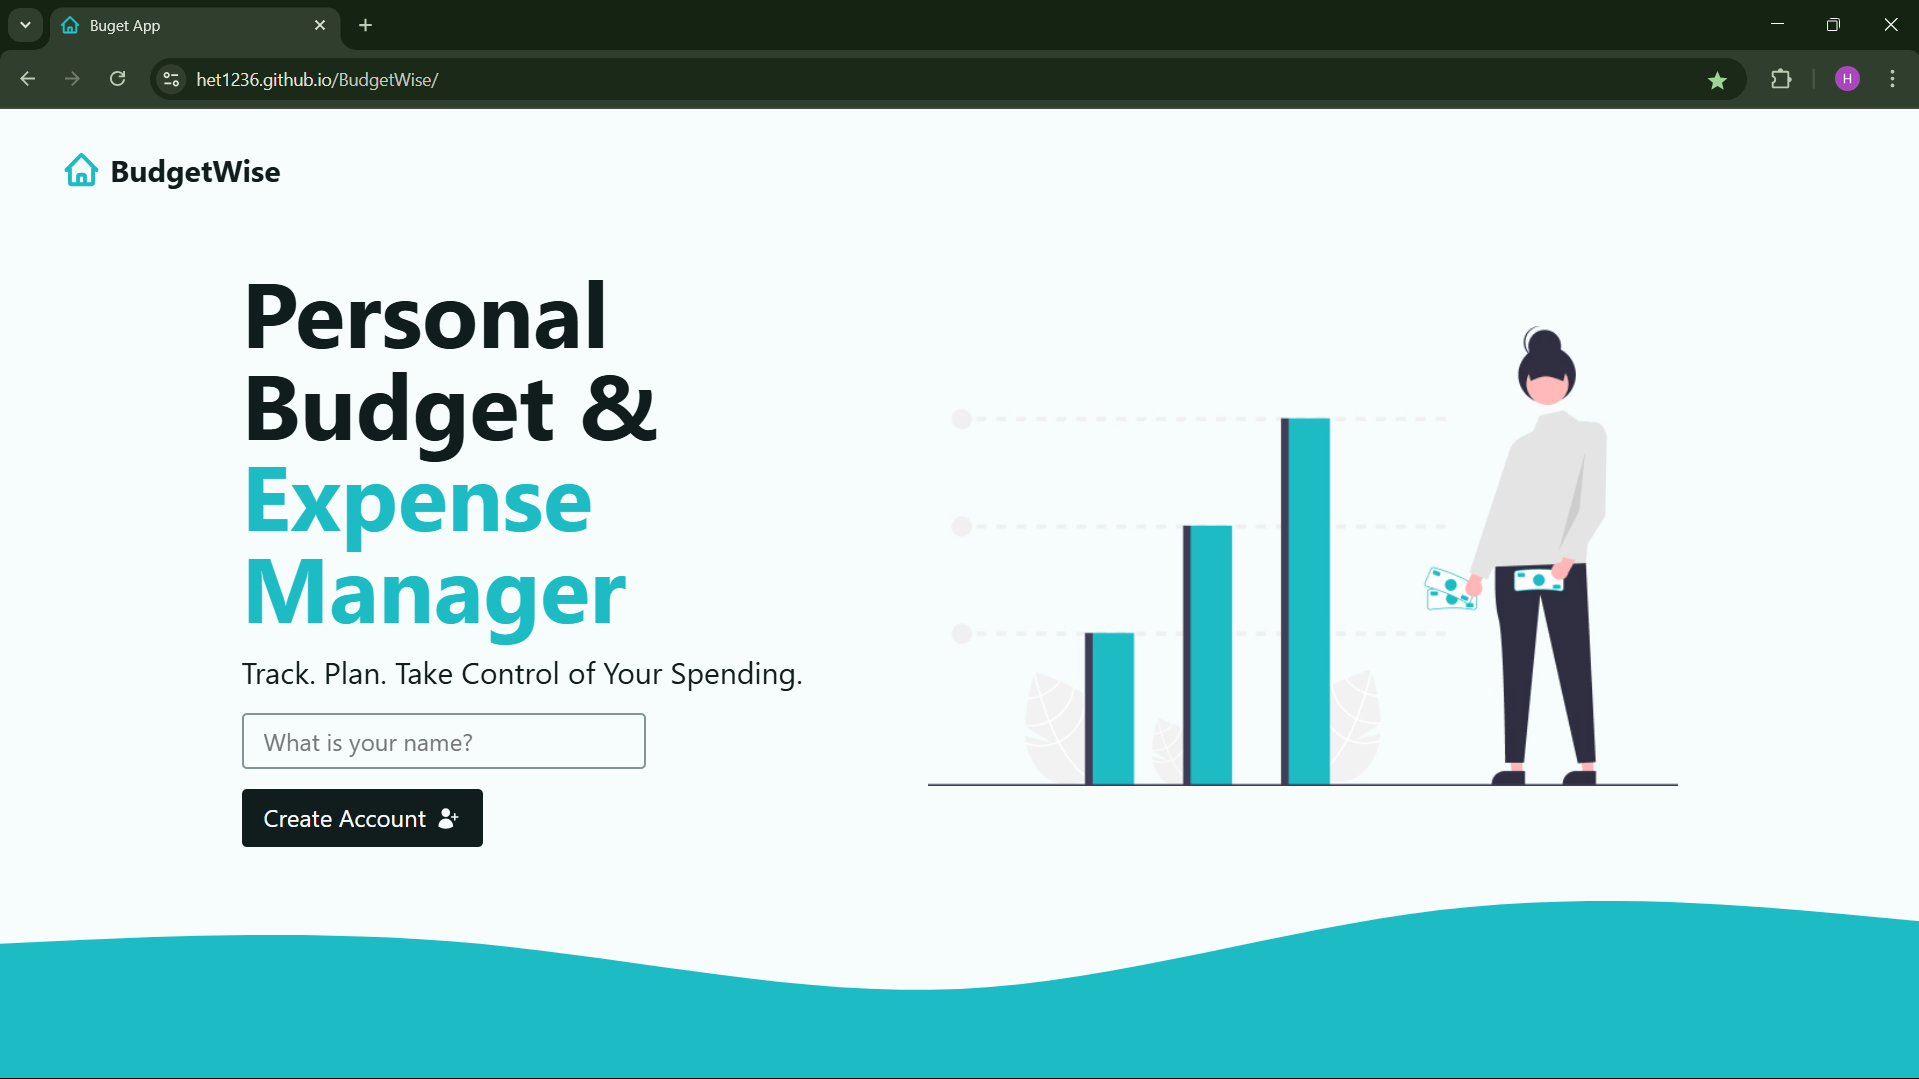 Buget App
het1236.github.io/BudgetWise/
H
BudgetWise
Personal
Budget &
Expense
Manager
Track. Plan. Take Control of Your Spending.
What is your name?
Create Account